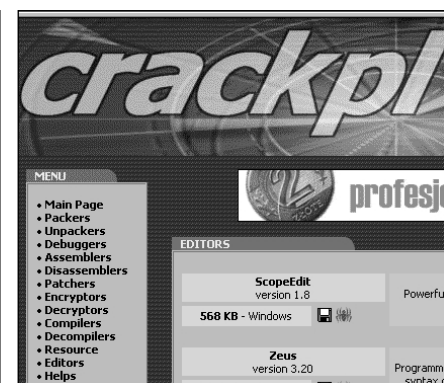 crackpl
MENU
profesj
• Main Page
• Packers
• Unpackers
• Debuggers
• Assemblers
• Disassemblers
• Patchers
• Encryptors
• Decryptors
• Compilers
• Decompilers
• Resource
• Editors
• Helps
EDITORS
ScopeEdit
version 1.8
Powerfu
568 KB - Windows
Zeus
version 3.20
Programm
syntax